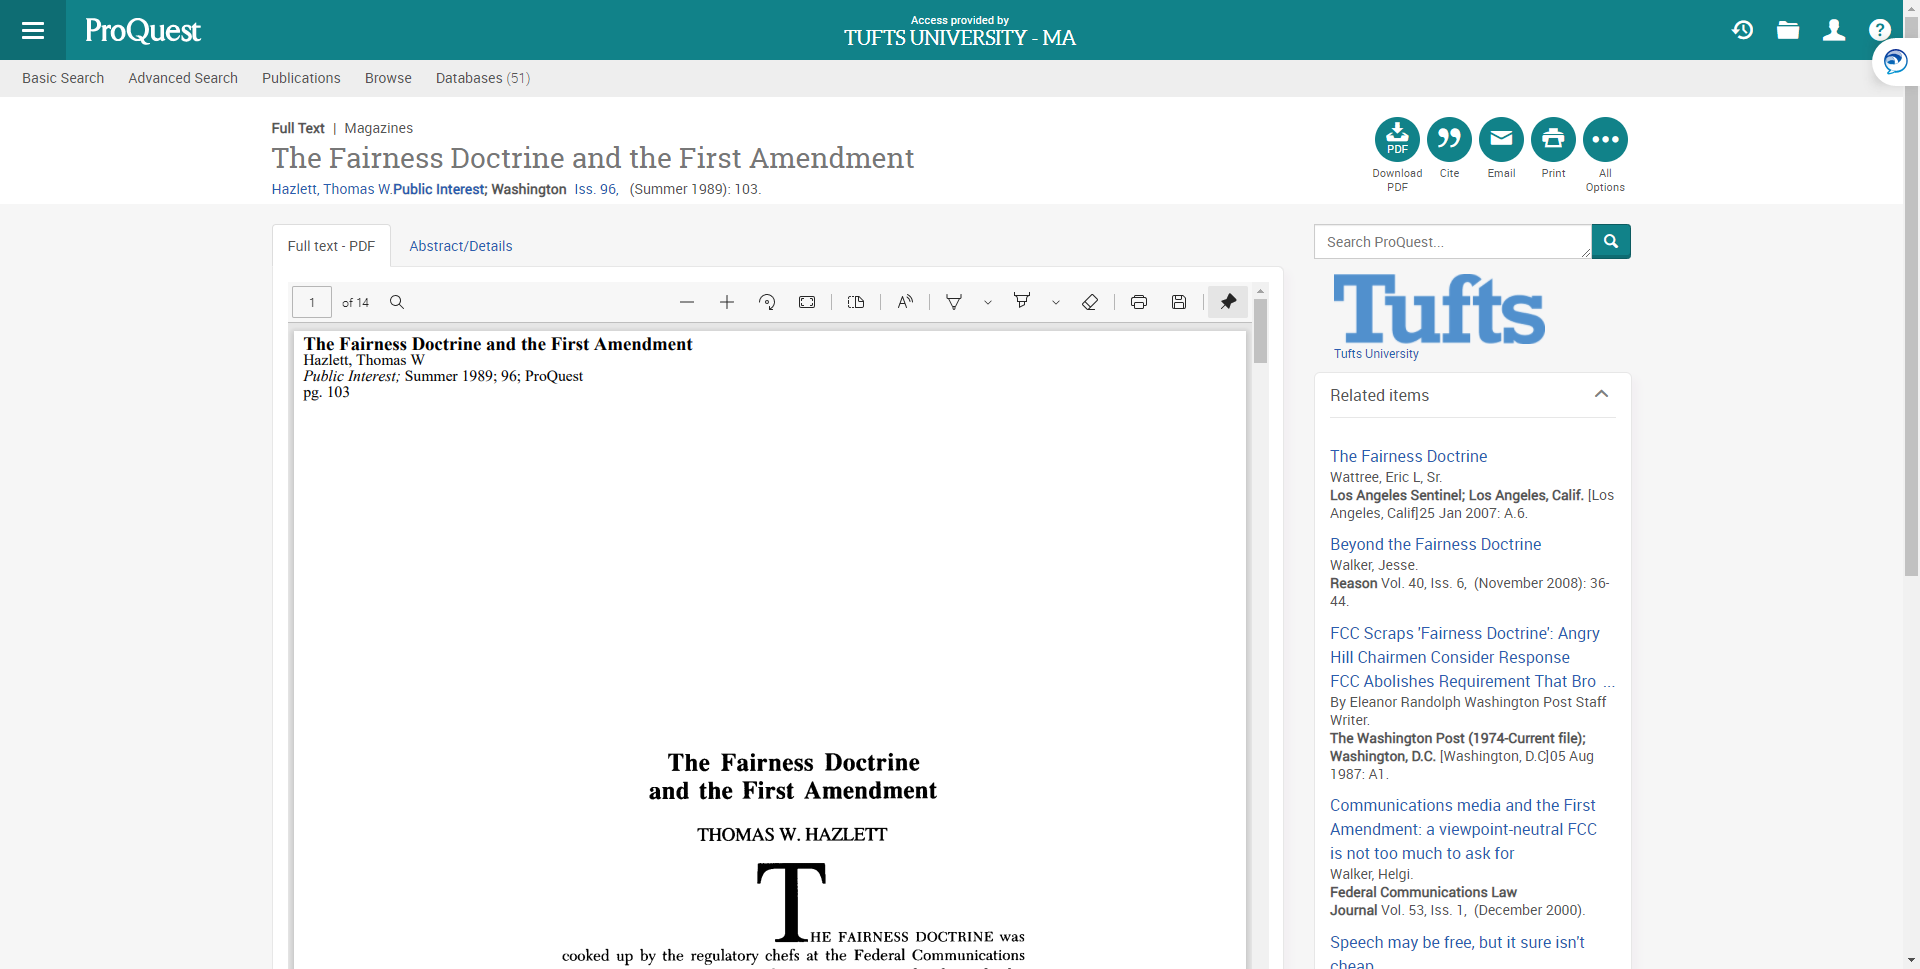 ProQuest
Access provided by
TUFTS UNIVERSITY - MA
Basic Search Advanced Search Publications Browse Databases (51)
Full Text | Magazines
The Fairness Doctrine and the First Amendment
Hazlett, Thomas W.Public Interest; Washington Iss. 96, (Summer 1989): 103.
PDF
Download PDF
Cite
Email
Print
All Options
Full text - PDF Abstract/Details
1 of 14
The Fairness Doctrine and the First Amendment
Hazlett, Thomas W
Public Interest; Summer 1989; 96; ProQuest
pg. 103
The Fairness Doctrine
and the First Amendment
THOMAS W. HAZLETT
THE FAIRNESS DOCTRINE was
cooked up by the regulatory chefs at the Federal Communications
Search ProQuest...
Tufts
Tufts University
Related items
The Fairness Doctrine
Wattree, Eric L, Sr.
Los Angeles Sentinel; Los Angeles, Calif. [Los
Angeles, Calif]25 Jan 2007: A.6.
Beyond the Fairness Doctrine
Walker, Jesse.
Reason Vol. 40, Iss. 6, (November 2008): 36-
44.
FCC Scraps 'Fairness Doctrine': Angry
Hill Chairmen Consider Response
FCC Abolishes Requirement That Bro ...
By Eleanor Randolph Washington Post Staff
Writer.
The Washington Post (1974-Current file);
Washington, D.C. [Washington, D.C]05 Aug
1987: A1.
Communications media and the First
Amendment: a viewpoint-neutral FCC
is not too much to ask for
Walker, Helgi.
Federal Communications Law
Journal Vol. 53, Iss. 1, (December 2000).
Speech may be free, but it sure isn't
cheap